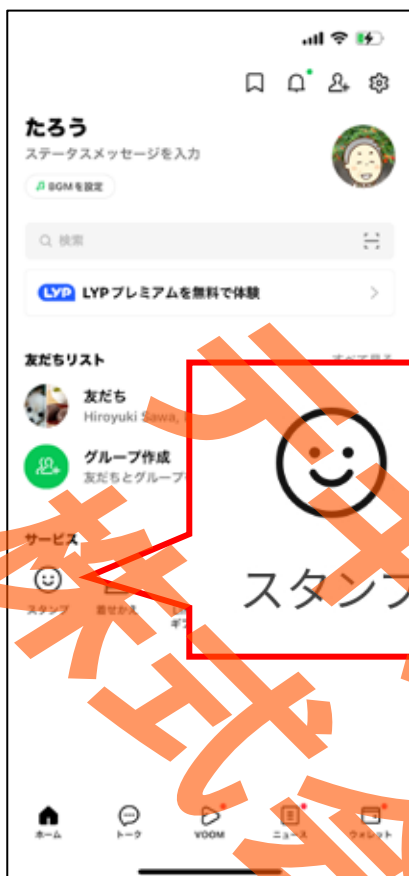 たろう
ステータスメッセージを入力
BGMを設定
検索
LYP LYPプレミアムを無料で体験
友だちリスト
すべて見る
友だち
Hiroyuki Sawa,
グループ作成
友だちとグループ
サービス
スタンプ
着せかえ
スタンプ
ホーム
トーク
VOOM
ニュース
ウォレット
株式会